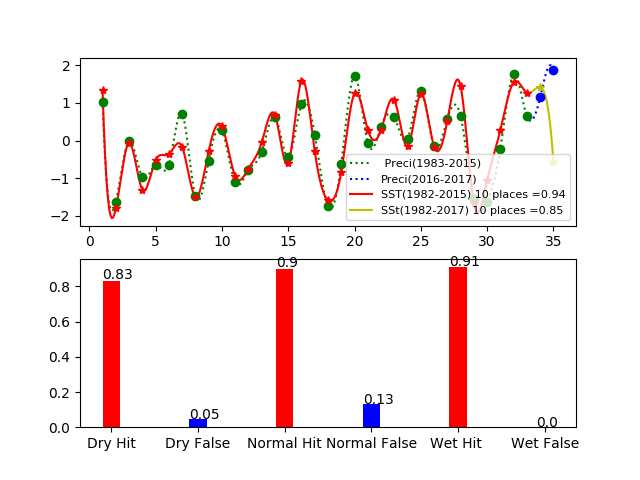 2
1
0
−1
−2
Preci(1983-2015)
Preci(2016-2017)
SST(1982-2015) 10 places =0.94
SSt(1982-2017) 10 places =0.85
0 5 10 15 20 25 30 35
0.8
0.6
0.4
0.2
0.0
0.83
0.05
0.9
0.13
0.91
0.0
Dry Hit Dry False Normal Hit Normal False Wet Hit Wet False